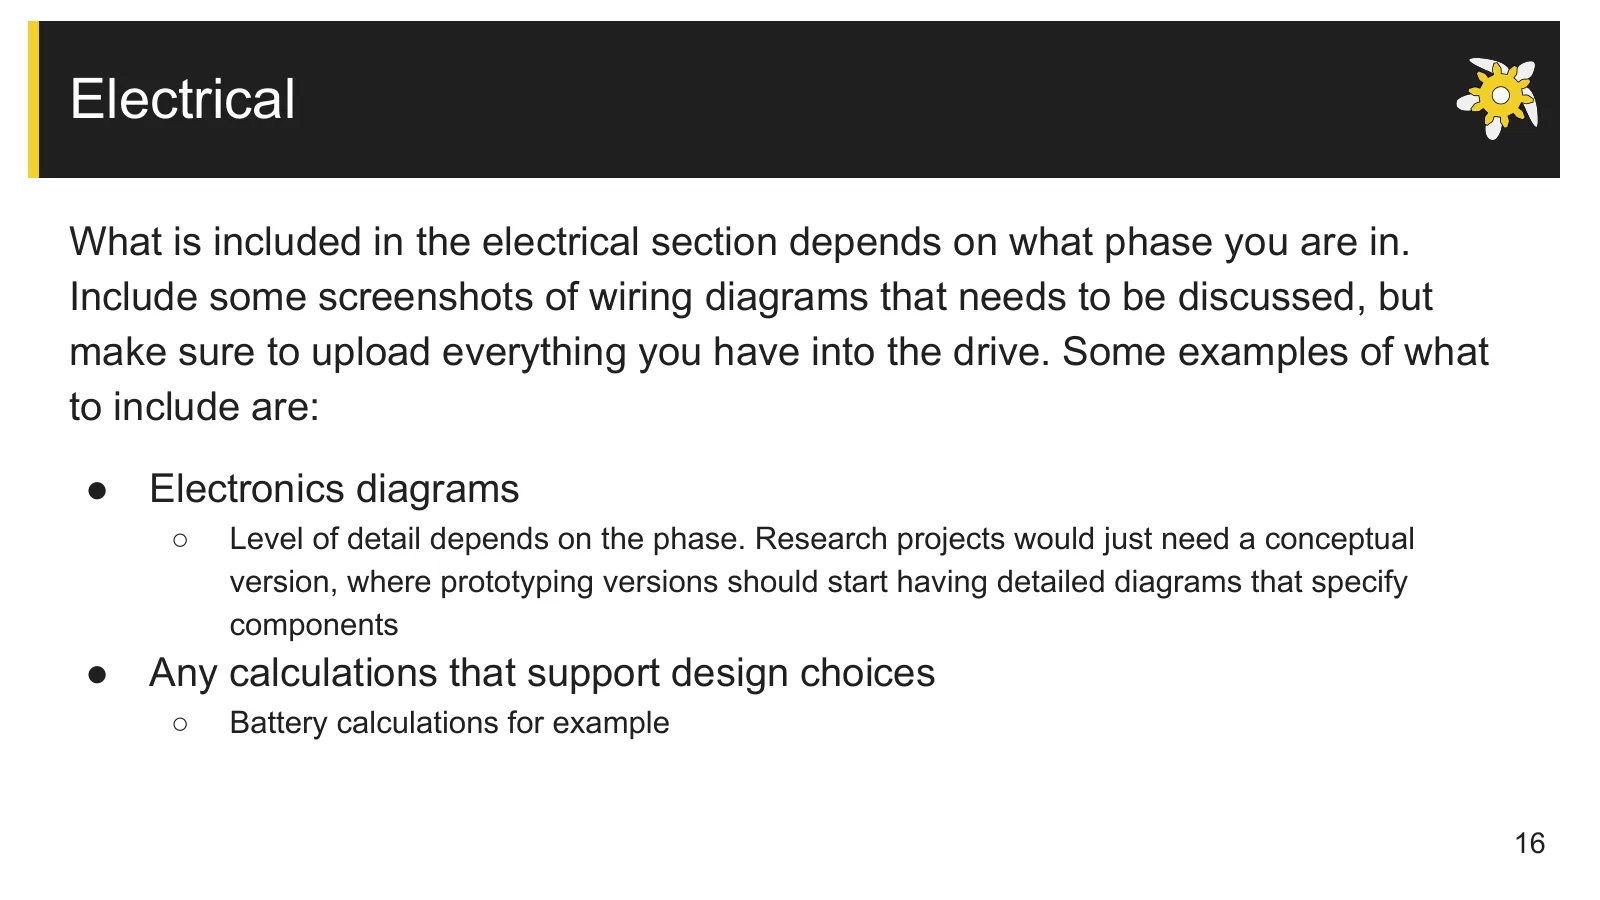 Electrical
What is included in the electrical section depends on what phase you are in.
Include some screenshots of wiring diagrams that needs to be discussed, but
make sure to upload everything you have into the drive. Some examples of what
to include are:
● Electronics diagrams
○ Level of detail depends on the phase. Research projects would just need a conceptual
version, where prototyping versions should start having detailed diagrams that specify
components
● Any calculations that support design choices
○ Battery calculations for example
16